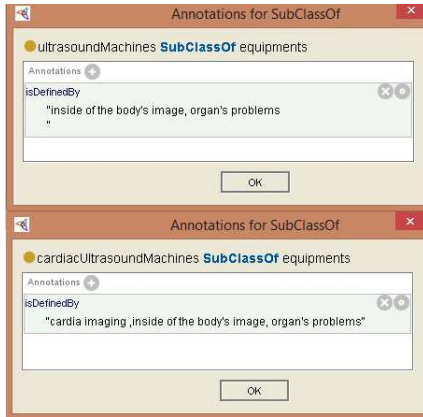 Annotations for SubClassOf
ultrasoundMachines SubClassOf equipments
Annotations
isDefinedBy
"inside of the body's image, organ's problems
"
OK
Annotations for SubClassOf
cardiacUltrasoundMachines SubClassOf equipments
Annotations
isDefinedBy
"cardia imaging ,inside of the body's image, organ's problems"
OK